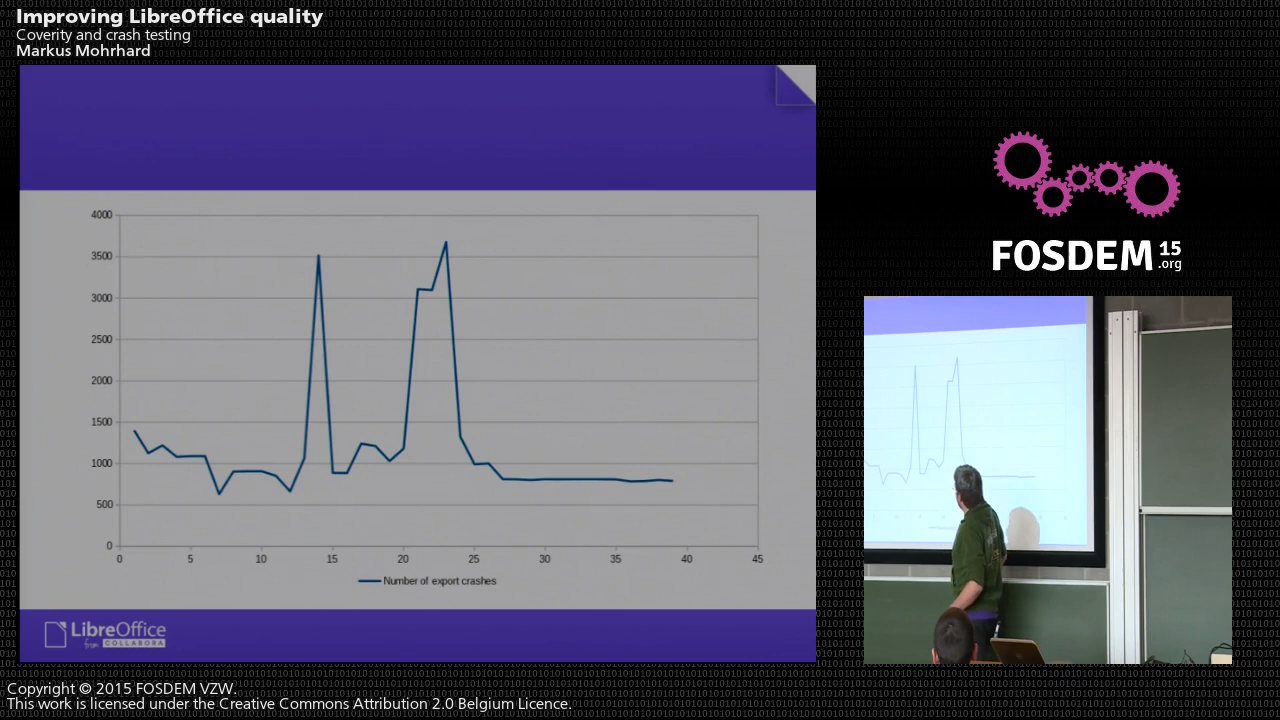 Improving LibreOffice quality
Coverity and crash testing
Markus Mohrhard
FOSDEM 15
.org
4000
3500
3000
2500
2000
1500
1000
500
0
0 5 10 15 20 25 30 35 40 45
Number of export crashes
LibreOffice
from COLLABORA
Copyright © 2015 FOSDEM VZW.
This work is licensed under the Creative Commons Attribution 2.0 Belgium Licence.